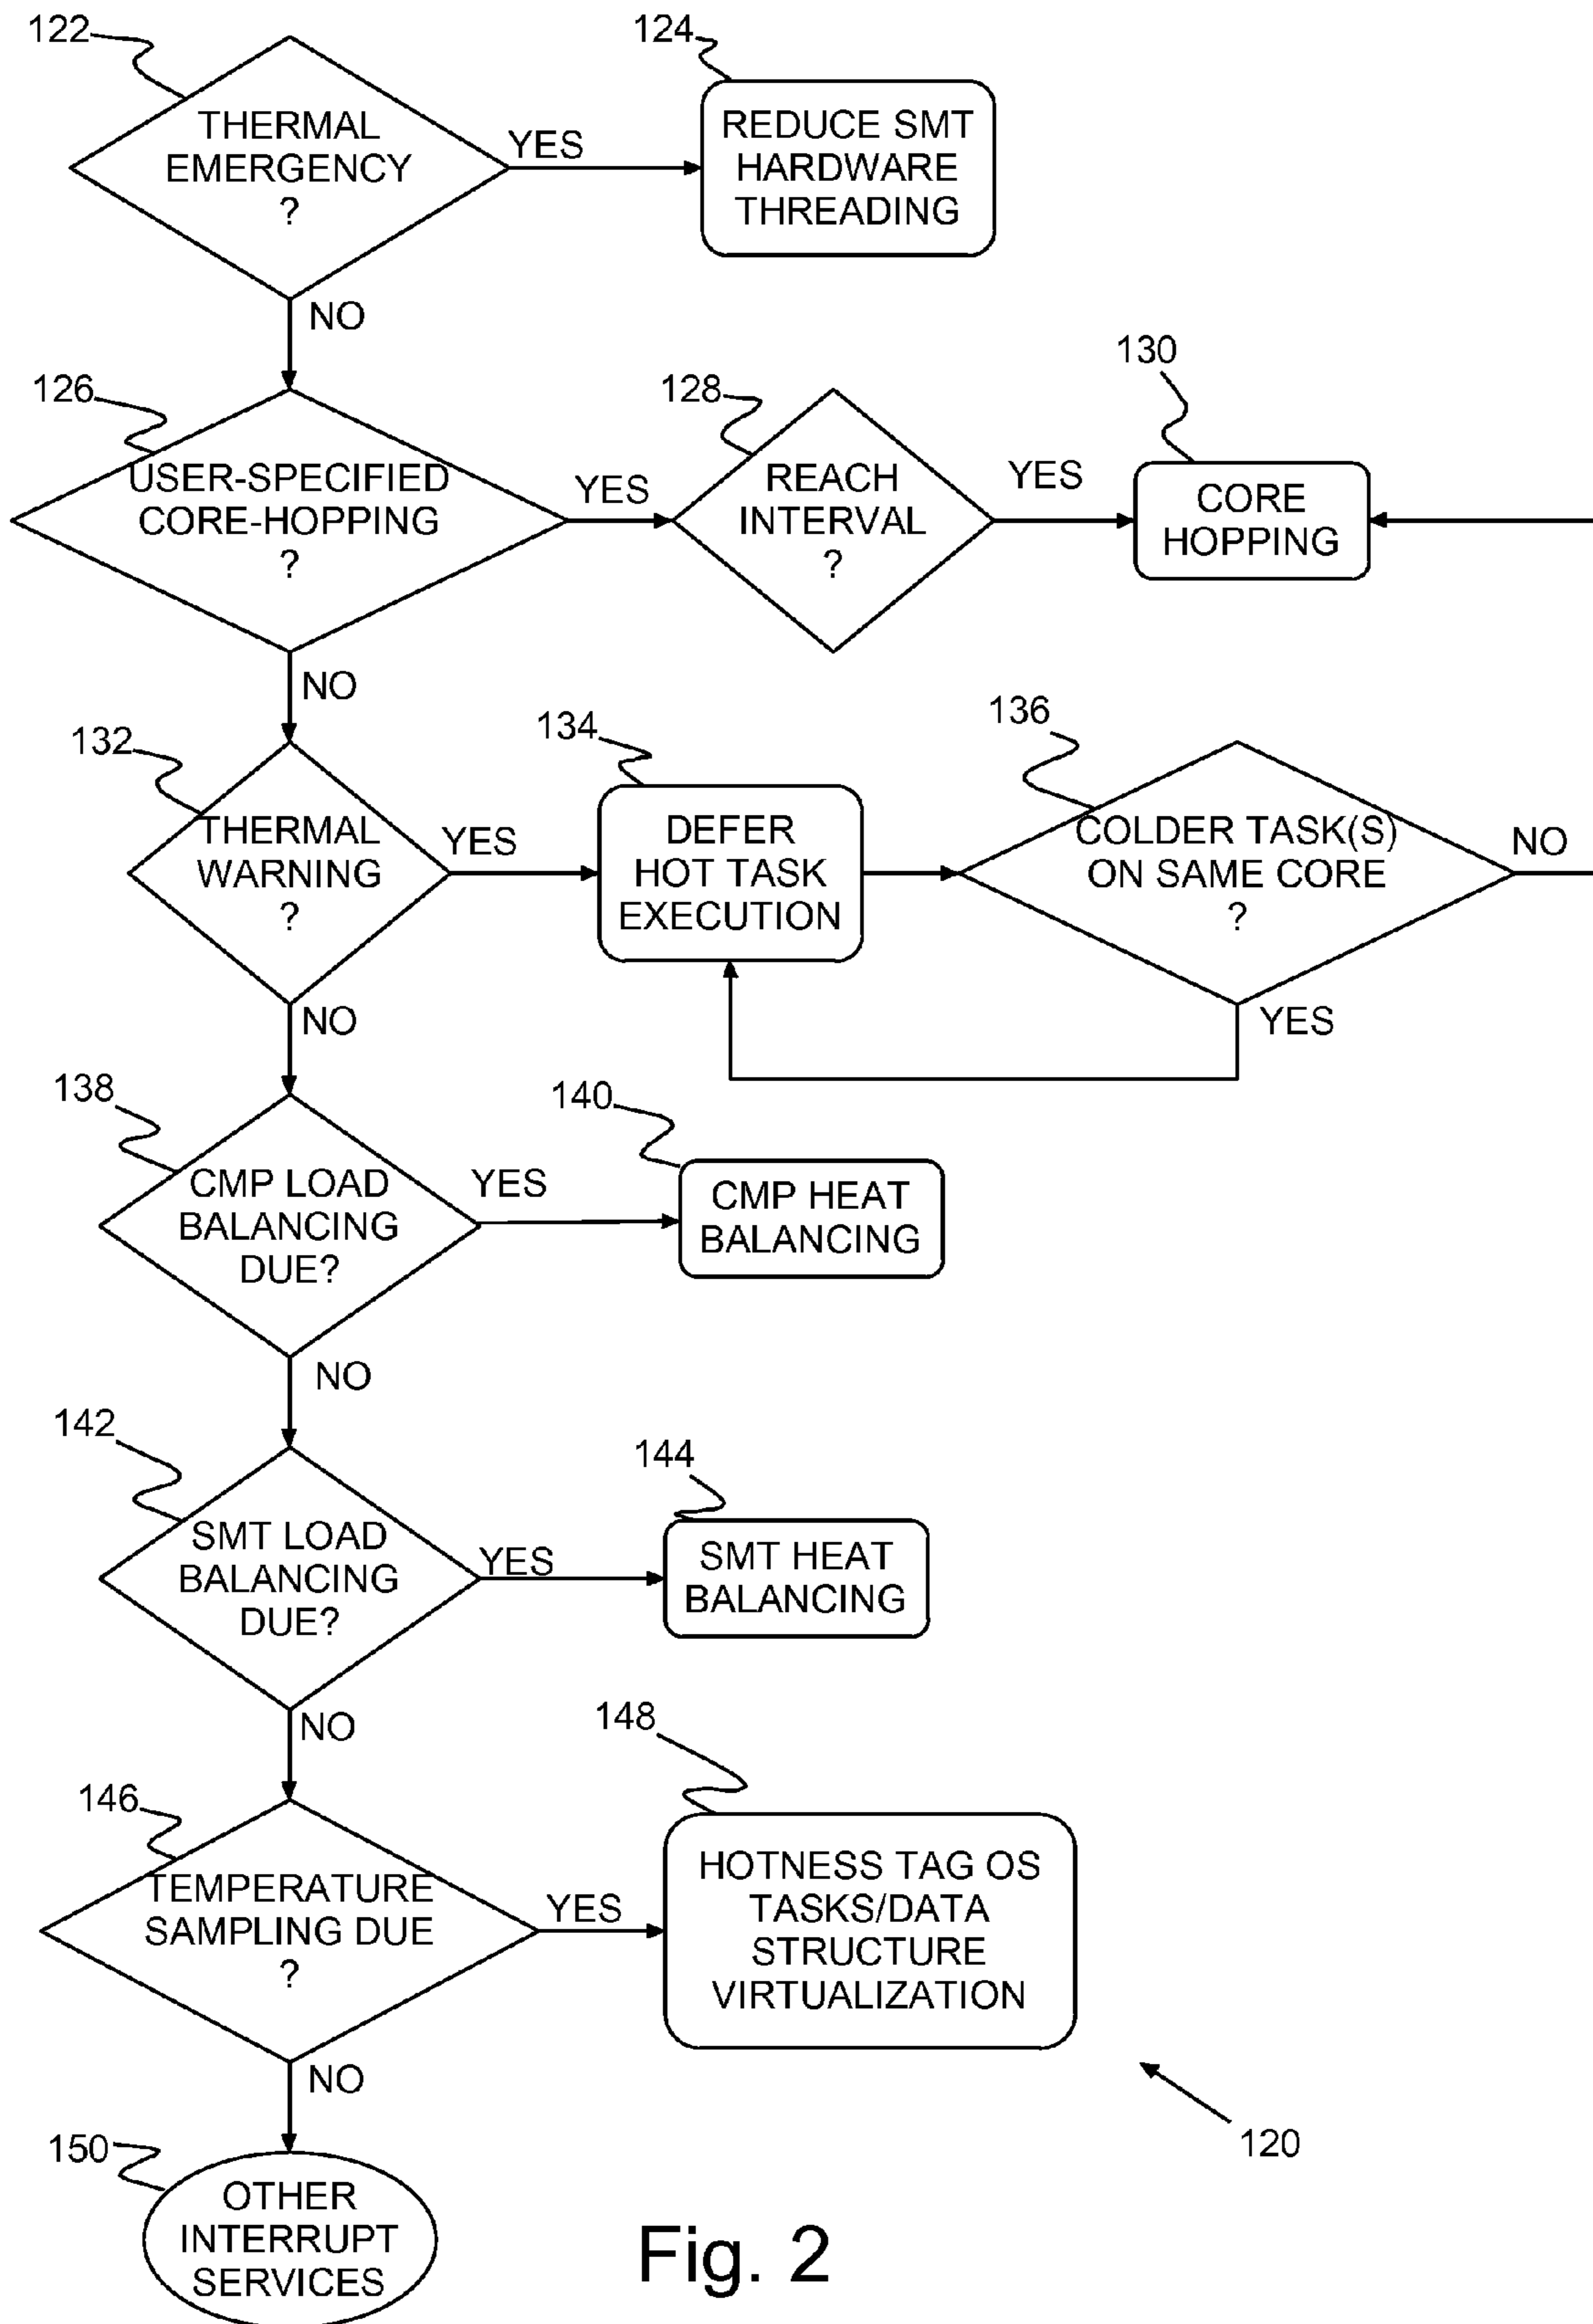 122
THERMAL
EMERGENCY
?
YES
124
REDUCE SMT
HARDWARE
THREADING
NO
126
USER-SPECIFIED
CORE-HOPPING
?
YES
128
REACH
INTERVAL
?
YES
130
CORE
HOPPING
NO
132
THERMAL
WARNING
?
YES
134
DEFER
HOT TASK
EXECUTION
136
COLDER TASK(S)
ON SAME CORE
?
NO
YES
NO
138
CMP LOAD
BALANCING
DUE?
YES
140
CMP HEAT
BALANCING
NO
142
SMT LOAD
BALANCING
DUE?
YES
144
SMT HEAT
BALANCING
NO
146
TEMPERATURE
SAMPLING DUE
?
YES
148
HOTNESS TAG OS
TASKS/DATA
STRUCTURE
VIRTUALIZATION
NO
150
OTHER
INTERRUPT
SERVICES
120
Fig. 2